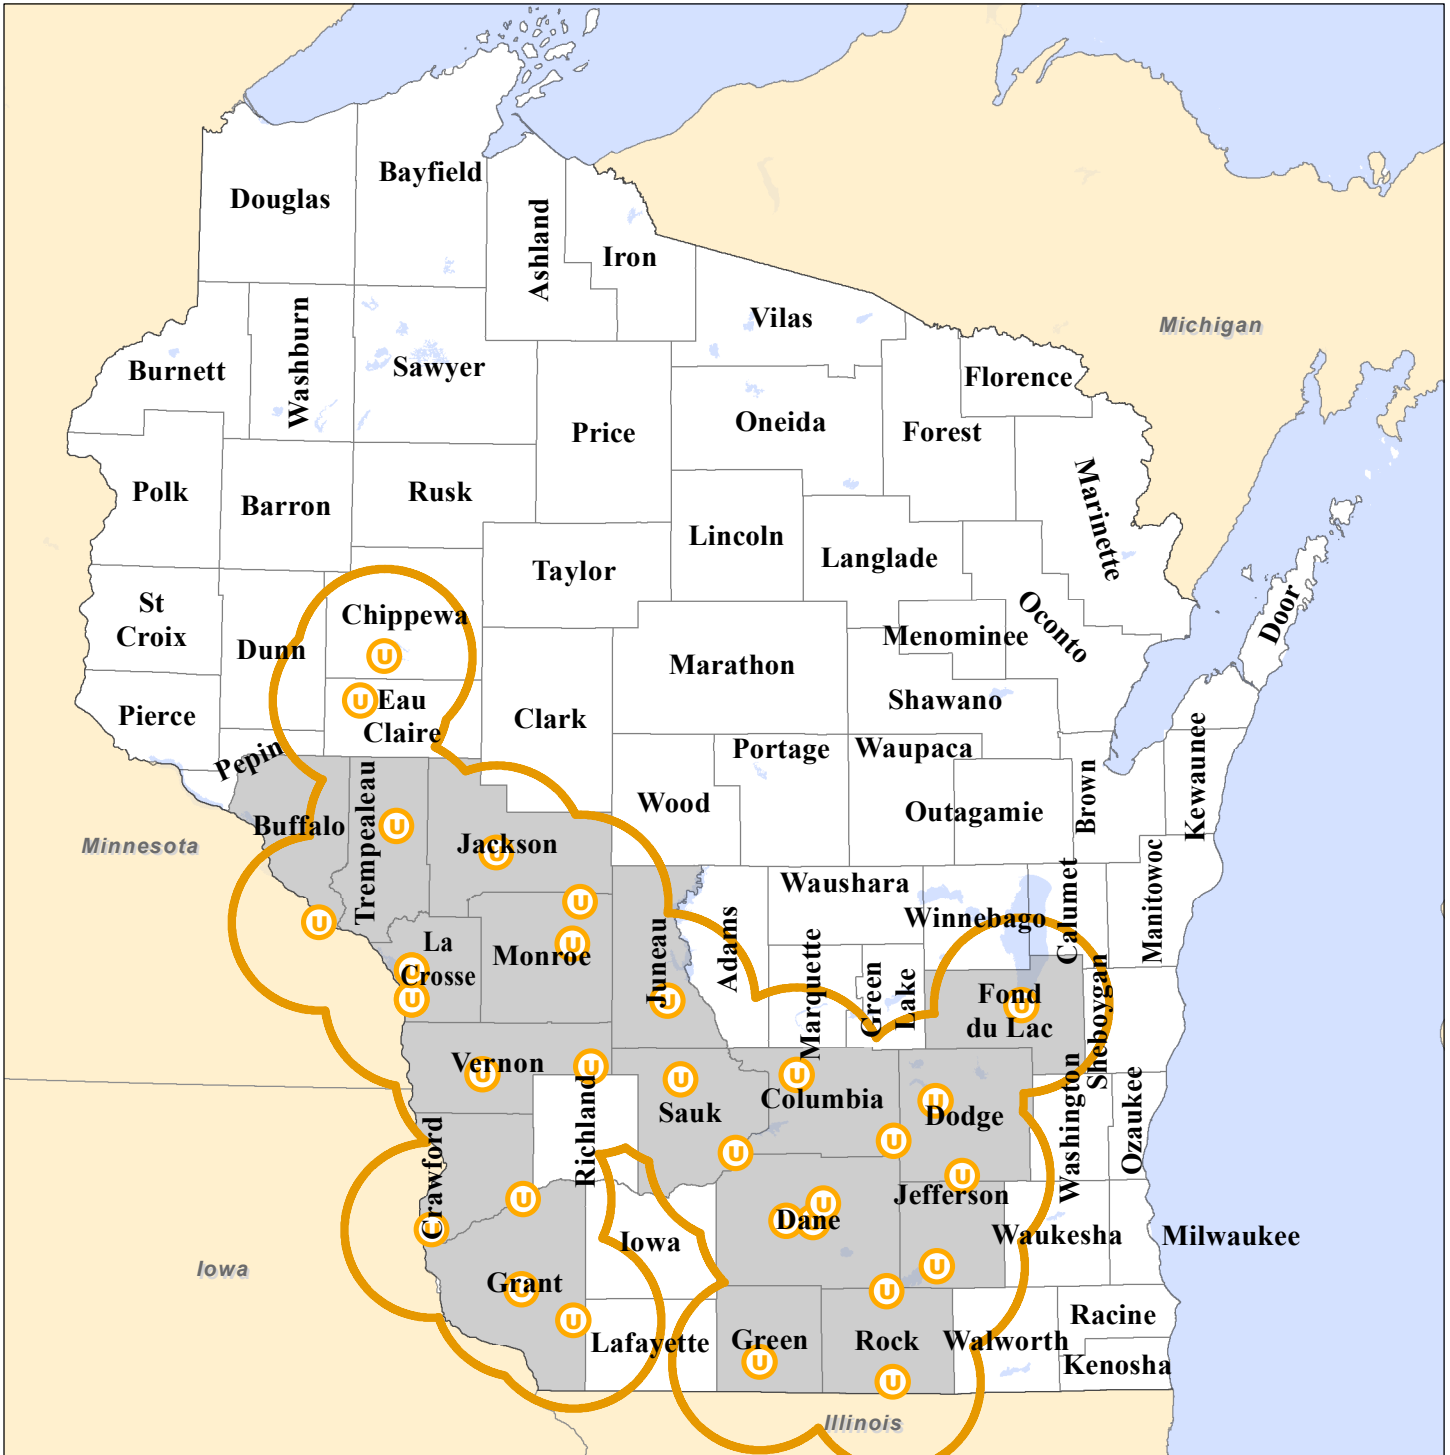 Bayfield
Douglas
Ashland
Iron
Vilas
Michigan
Burnett
Washburn
Sawyer
Florence
Price
Oneida
Forest
Polk
Barron
Rusk
Marinette
Lincoln
Langlade
Taylor
St
Croix
Chippewa
U
Dunn
Menominee
Oconto
Door
Marathon
Pierce
U
Eau
Claire
Clark
Shawano
Pepin
Portage
Waupaca
Kewaunee
Wood
Outagamie
Brown
Minnesota
Buffalo
Trempealeau
U
Jackson
U
Waushara
Calumet
Manitowoc
U
U
Winnebago
La
Crosse
U
U
Monroe
U
Juneau
U
Adams
Marquette
Green
Lake
Fond
du Lac
U
Sheboygan
Vernon
U
U
Sauk
U
U
Columbia
U
U
Dodge
U
U
Washington
Ozaukee
Richland
Crawford
U
U
Jefferson
U
Dane
U
U
U
Iowa
Waukesha
Milwaukee
Iowa
Grant
U
U
Lafayette
Green
U
Rock
U
U
Walworth
Racine
Kenosha
Illinois